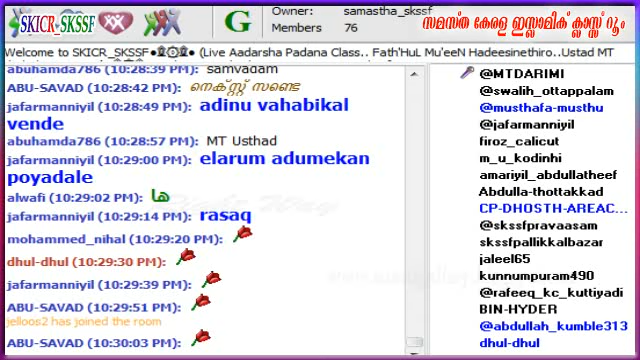 SKICR_SKSSF
G
Owner: samastha_skssf
Members 76
സമസ്ത കേരള ഇസ്ലാമിക് ക്ലാസ്സ് റൂം
Welcome to SKICR_SKSSF (Live Aadarsha Padana Class.. Fath'HuL Mu'eeN Hadeesinethiro..Ustad MT
abuhamda786 (10:28:39 PM): samvadam
ABU-SAVAD (10:28:42 PM): നെക്സ്റ്റ് സണ്ടെ
jafarmanniyil (10:28:49 PM): adinu vahabikal
vende
abuhamda786 (10:28:57 PM): MT Usthad
jafarmanniyil (10:29:00 PM): elarum adumekan
poyadale
alwafi (10:29:02 PM): ها
jafarmanniyil (10:29:14 PM): rasaq
mohammed_nihal (10:29:20 PM):
dhul-dhul (10:29:30 PM):
jafarmanniyil (10:29:39 PM):
ABU-SAVAD (10:29:51 PM):
jelloos2 has joined the room
ABU-SAVAD (10:30:03 PM):
@MTDARIMI
@swalih_ottappalam
@musthafa-musthu
@jafarmanniyil
firoz_calicut
m_u_kodinhi
amariyil_abdullatheef
Abdulla-thottakkad
CP-DHOSTH-AREAC...
@skssfpravaasam
skssfpallikkalbazar
jaleel65
kunnumpuram490
@rafeeq_kc_kuttiyadi
BIN-HYDER
@abdullah_kumble313
dhul-dhul